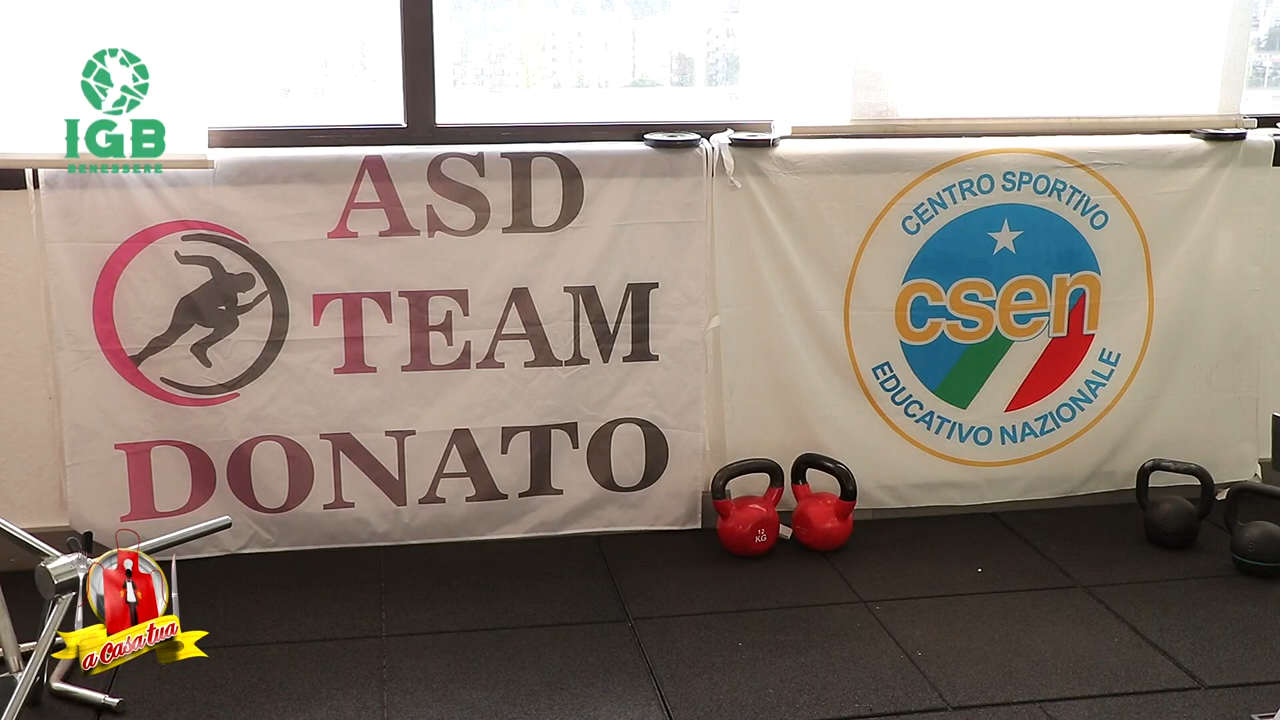 IGB
BENESSERE
ASD
TEAM
DONATO
CENTRO SPORTIVO
csen
EDUCATIVO NAZIONALE
12
KG
a Casa tua